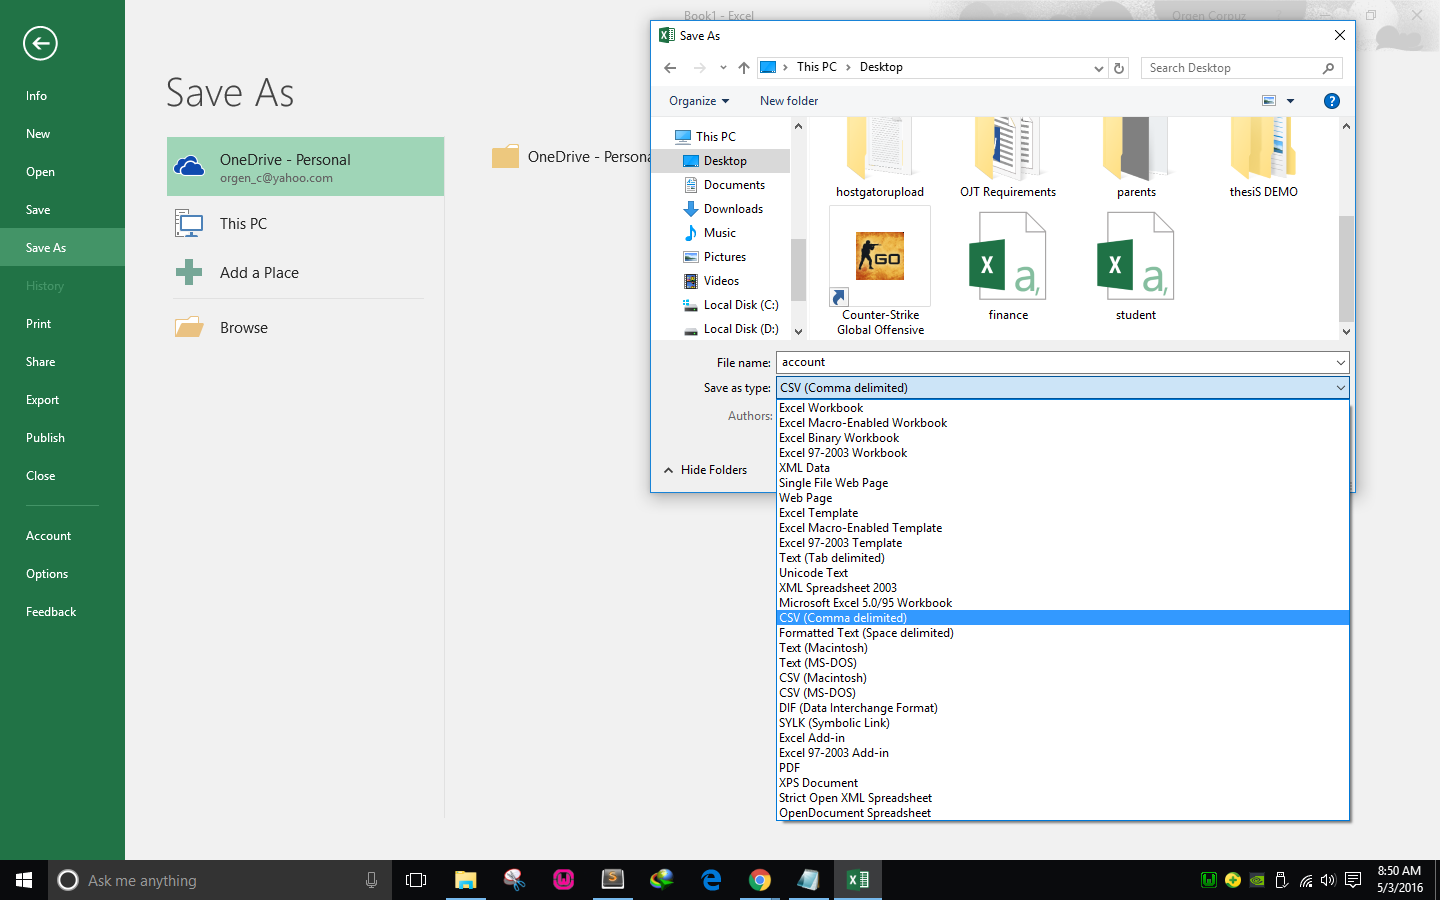 Book1 - Excel
Orgen Corpuz
Info
New
Open
Save
Save As
History
Print
Share
Export
Publish
Close
Account
Options
Feedback
Save As
OneDrive - Personal
orgen_c@yahoo.com
This PC
Add a Place
Browse
OneDrive - Persona
Save As
This PC
Desktop
Search Desktop
Organize
New folder
?
This PC
Desktop
Documents
Downloads
Music
Pictures
Videos
Local Disk (C:)
Local Disk (D:)
hostgatorupload
OJT Requirements
parents
thesiS DEMO
GO
X a,
X a,
Counter-Strike
Global Offensive
finance
student
File name:
account
Save as type:
CSV (Comma delimited)
Authors:
Hide Folders
Excel Workbook
Excel Macro-Enabled Workbook
Excel Binary Workbook
Excel 97-2003 Workbook
XML Data
Single File Web Page
Web Page
Excel Template
Excel Macro-Enabled Template
Excel 97-2003 Template
Text (Tab delimited)
Unicode Text
XML Spreadsheet 2003
Microsoft Excel 5.0/95 Workbook
CSV (Comma delimited)
Formatted Text (Space delimited)
Text (Macintosh)
Text (MS-DOS)
CSV (Macintosh)
CSV (MS-DOS)
DIF (Data Interchange Format)
SYLK (Symbolic Link)
Excel Add-in
Excel 97-2003 Add-in
PDF
XPS Document
Strict Open XML Spreadsheet
OpenDocument Spreadsheet
Ask me anything
8:50 AM
5/3/2016